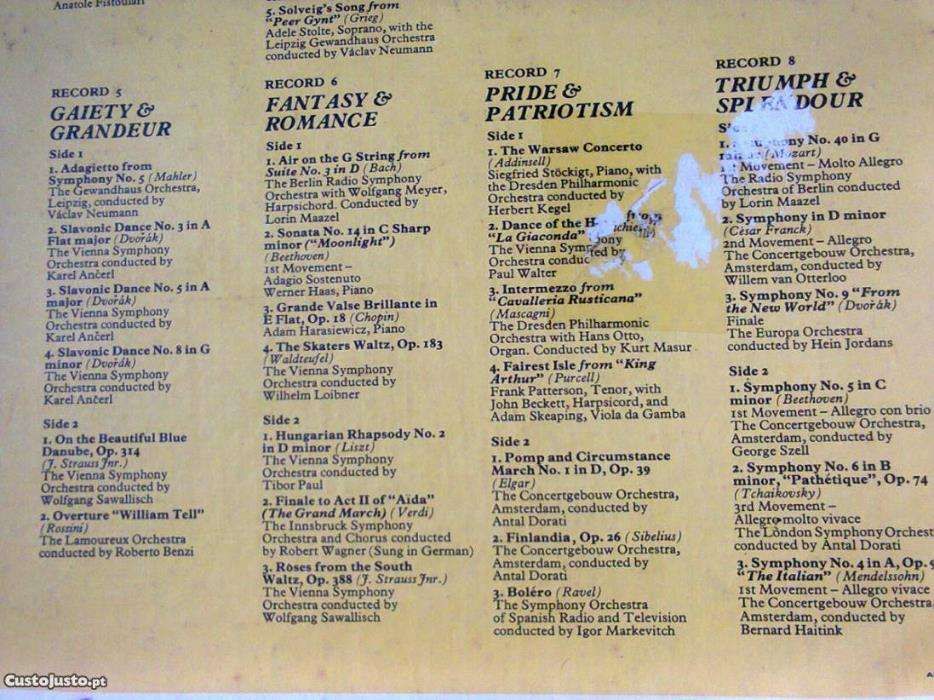 Anatole Fistoulari
5. Solveig's Song from
"Peer Gynt" (Grieg)
Adele Stolte, Soprano, with the
Leipzig Gewandhaus Orchestra
conducted by Václav Neumann
RECORD 5
GAIETY &
GRANDEUR
Side 1
1. Adagietto from
Symphony No. 5 (Mahler)
The Gewandhaus Orchestra,
Leipzig, conducted by
Václav Neumann
2. Slavonic Dance No. 3 in A
Flat major (Dvořák)
The Vienna Symphony
Orchestra conducted by
Karel Ančerl
3. Slavonic Dance No. 5 in A
major (Dvořák)
The Vienna Symphony
Orchestra conducted by
Karel Ančerl
4. Slavonic Dance No. 8 in G
minor (Dvořák)
The Vienna Symphony
Orchestra conducted by
Karel Ančerl
Side 2
1. On the Beautiful Blue
Danube, Op. 314
(J. Strauss Jnr.)
The Vienna Symphony
Orchestra conducted by
Wolfgang Sawallisch
2. Overture "William Tell"
(Rossini)
The Lamoureux Orchestra
conducted by Roberto Benzi
RECORD 6
FANTASY &
ROMANCE
Side 1
1. Air on the G String from
Suite No. 3 in D (Bach)
The Berlin Radio Symphony
Orchestra with Wolfgang Meyer,
Harpsichord. Conducted by
Lorin Maazel
2. Sonata No. 14 in C Sharp
minor ("Moonlight")
(Beethoven)
1st Movement –
Adagio Sostenuto
Werner Haas, Piano
3. Grande Valse Brillante in
E Flat, Op. 18 (Chopin)
Adam Harasiewicz, Piano
4. The Skaters Waltz, Op. 183
(Waldteufel)
The Vienna Symphony
Orchestra conducted by
Wilhelm Loibner
Side 2
1. Hungarian Rhapsody No. 2
in D minor (Liszt)
The Vienna Symphony
Orchestra conducted by
Tibor Paul
2. Finale to Act II of "Aïda"
(The Grand March) (Verdi)
The Innsbruck Symphony
Orchestra and Chorus conducted
by Robert Wagner (Sung in German)
3. Roses from the South
Waltz, Op. 388 (J. Strauss Jnr.)
The Vienna Symphony
Orchestra conducted by
Wolfgang Sawallisch
RECORD 7
PRIDE &
PATRIOTISM
Side 1
1. The Warsaw Concerto
(Addinsell)
Siegfried Stöckigt, Piano, with
the Dresden Philharmonic
Orchestra conducted by
Herbert Kegel
2. Dance of the H from
"La Giaconda"
The Vienna
Orchestra by
Paul Walter
3. Intermezzo from
"Cavalleria Rusticana"
(Mascagni)
The Dresden Philharmonic
Orchestra with Hans Otto,
Organ. Conducted by Kurt Masur
4. Fairest Isle from "King
Arthur" (Purcell)
Frank Patterson, Tenor, with
John Beckett, Harpsicord, and
Adam Skeaping, Viola da Gamba
Side 2
1. Pomp and Circumstance
March No. 1 in D, Op. 39
(Elgar)
The Concertgebouw Orchestra,
Amsterdam, conducted by
Antal Dorati
2. Finlandia, Op. 26 (Sibelius)
The Concertgebouw Orchestra,
Amsterdam, conducted by
Antal Dorati
3. Boléro (Ravel)
The Symphony Orchestra
of Spanish Radio and Television
conducted by Igor Markevitch
RECORD 8
TRIUMPH &
SPLENDOUR
1. Symphony No. 40 in G
(Mozart)
1st Movement – Molto Allegro
The Radio Symphony
Orchestra of Berlin conducted
by Lorin Maazel
2. Symphony in D minor
(César Franck)
2nd Movement – Allegro
The Concertgebouw Orchestra,
Amsterdam, conducted by
Willem van Otterloo
3. Symphony No. 9 "From
the New World" (Dvořák)
Finale
The Europa Orchestra
conducted by Hein Jordans
Side 2
1. Symphony No. 5 in C
minor (Beethoven)
1st Movement – Allegro con brio
The Concertgebouw Orchestra,
Amsterdam, conducted by
George Szell
2. Symphony No. 6 in B
minor, "Pathétique", Op. 74
(Tchaikovsky)
3rd Movement –
Allegro molto vivace
The London Symphony Orchest
conducted by Antal Dorati
3. Symphony No. 4 in A, Op. 9
"The Italian" (Mendelssohn)
1st Movement – Allegro vivace
The Concertgebouw Orchestra
Amsterdam, conducted by
Bernard Haitink
CustoJusto.pt